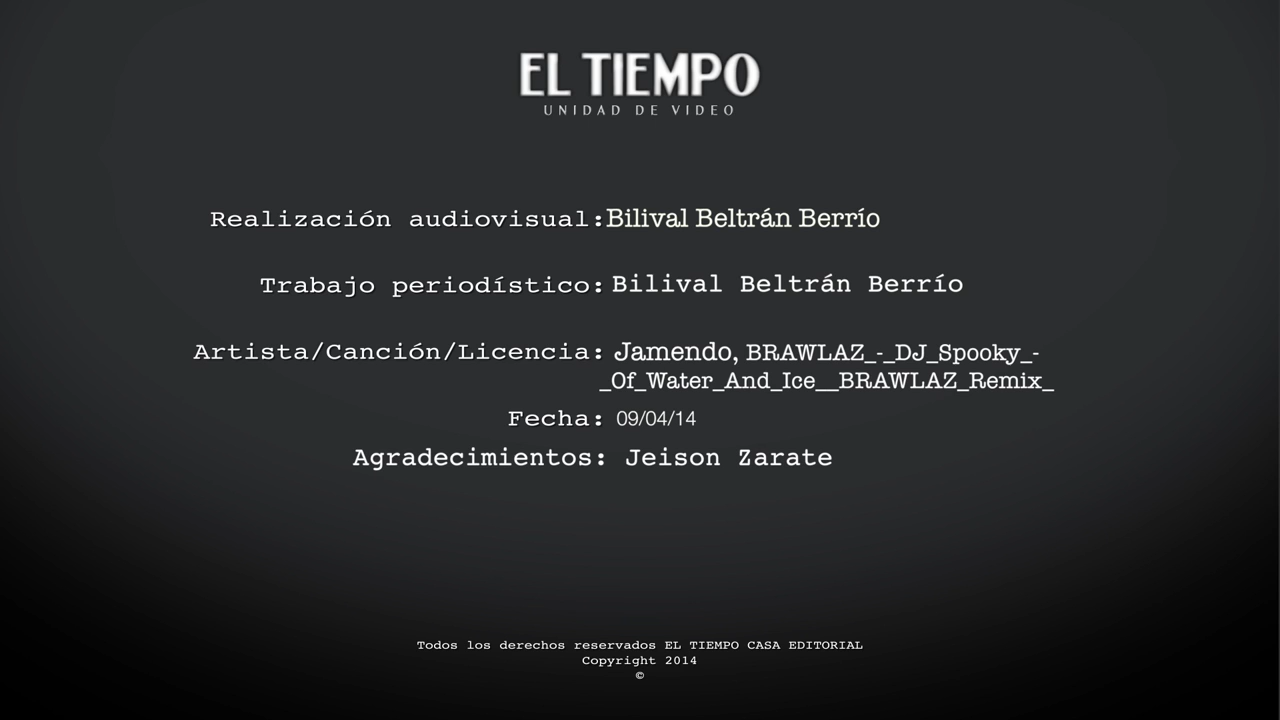 EL TIEMPO
UNIDAD DE VIDEO
Realización audiovisual: Bilival Beltrán Berrío
Trabajo periodístico: Bilival Beltrán Berrío
Artista/Canción/Licencia: Jamendo, BRAWLAZ_-_DJ_Spooky_-
_Of_Water_And_Ice__BRAWLAZ_Remix_
Fecha: 09/04/14
Agradecimientos: Jeison Zarate
Todos los derechos reservados EL TIEMPO CASA EDITORIAL
Copyright 2014
©